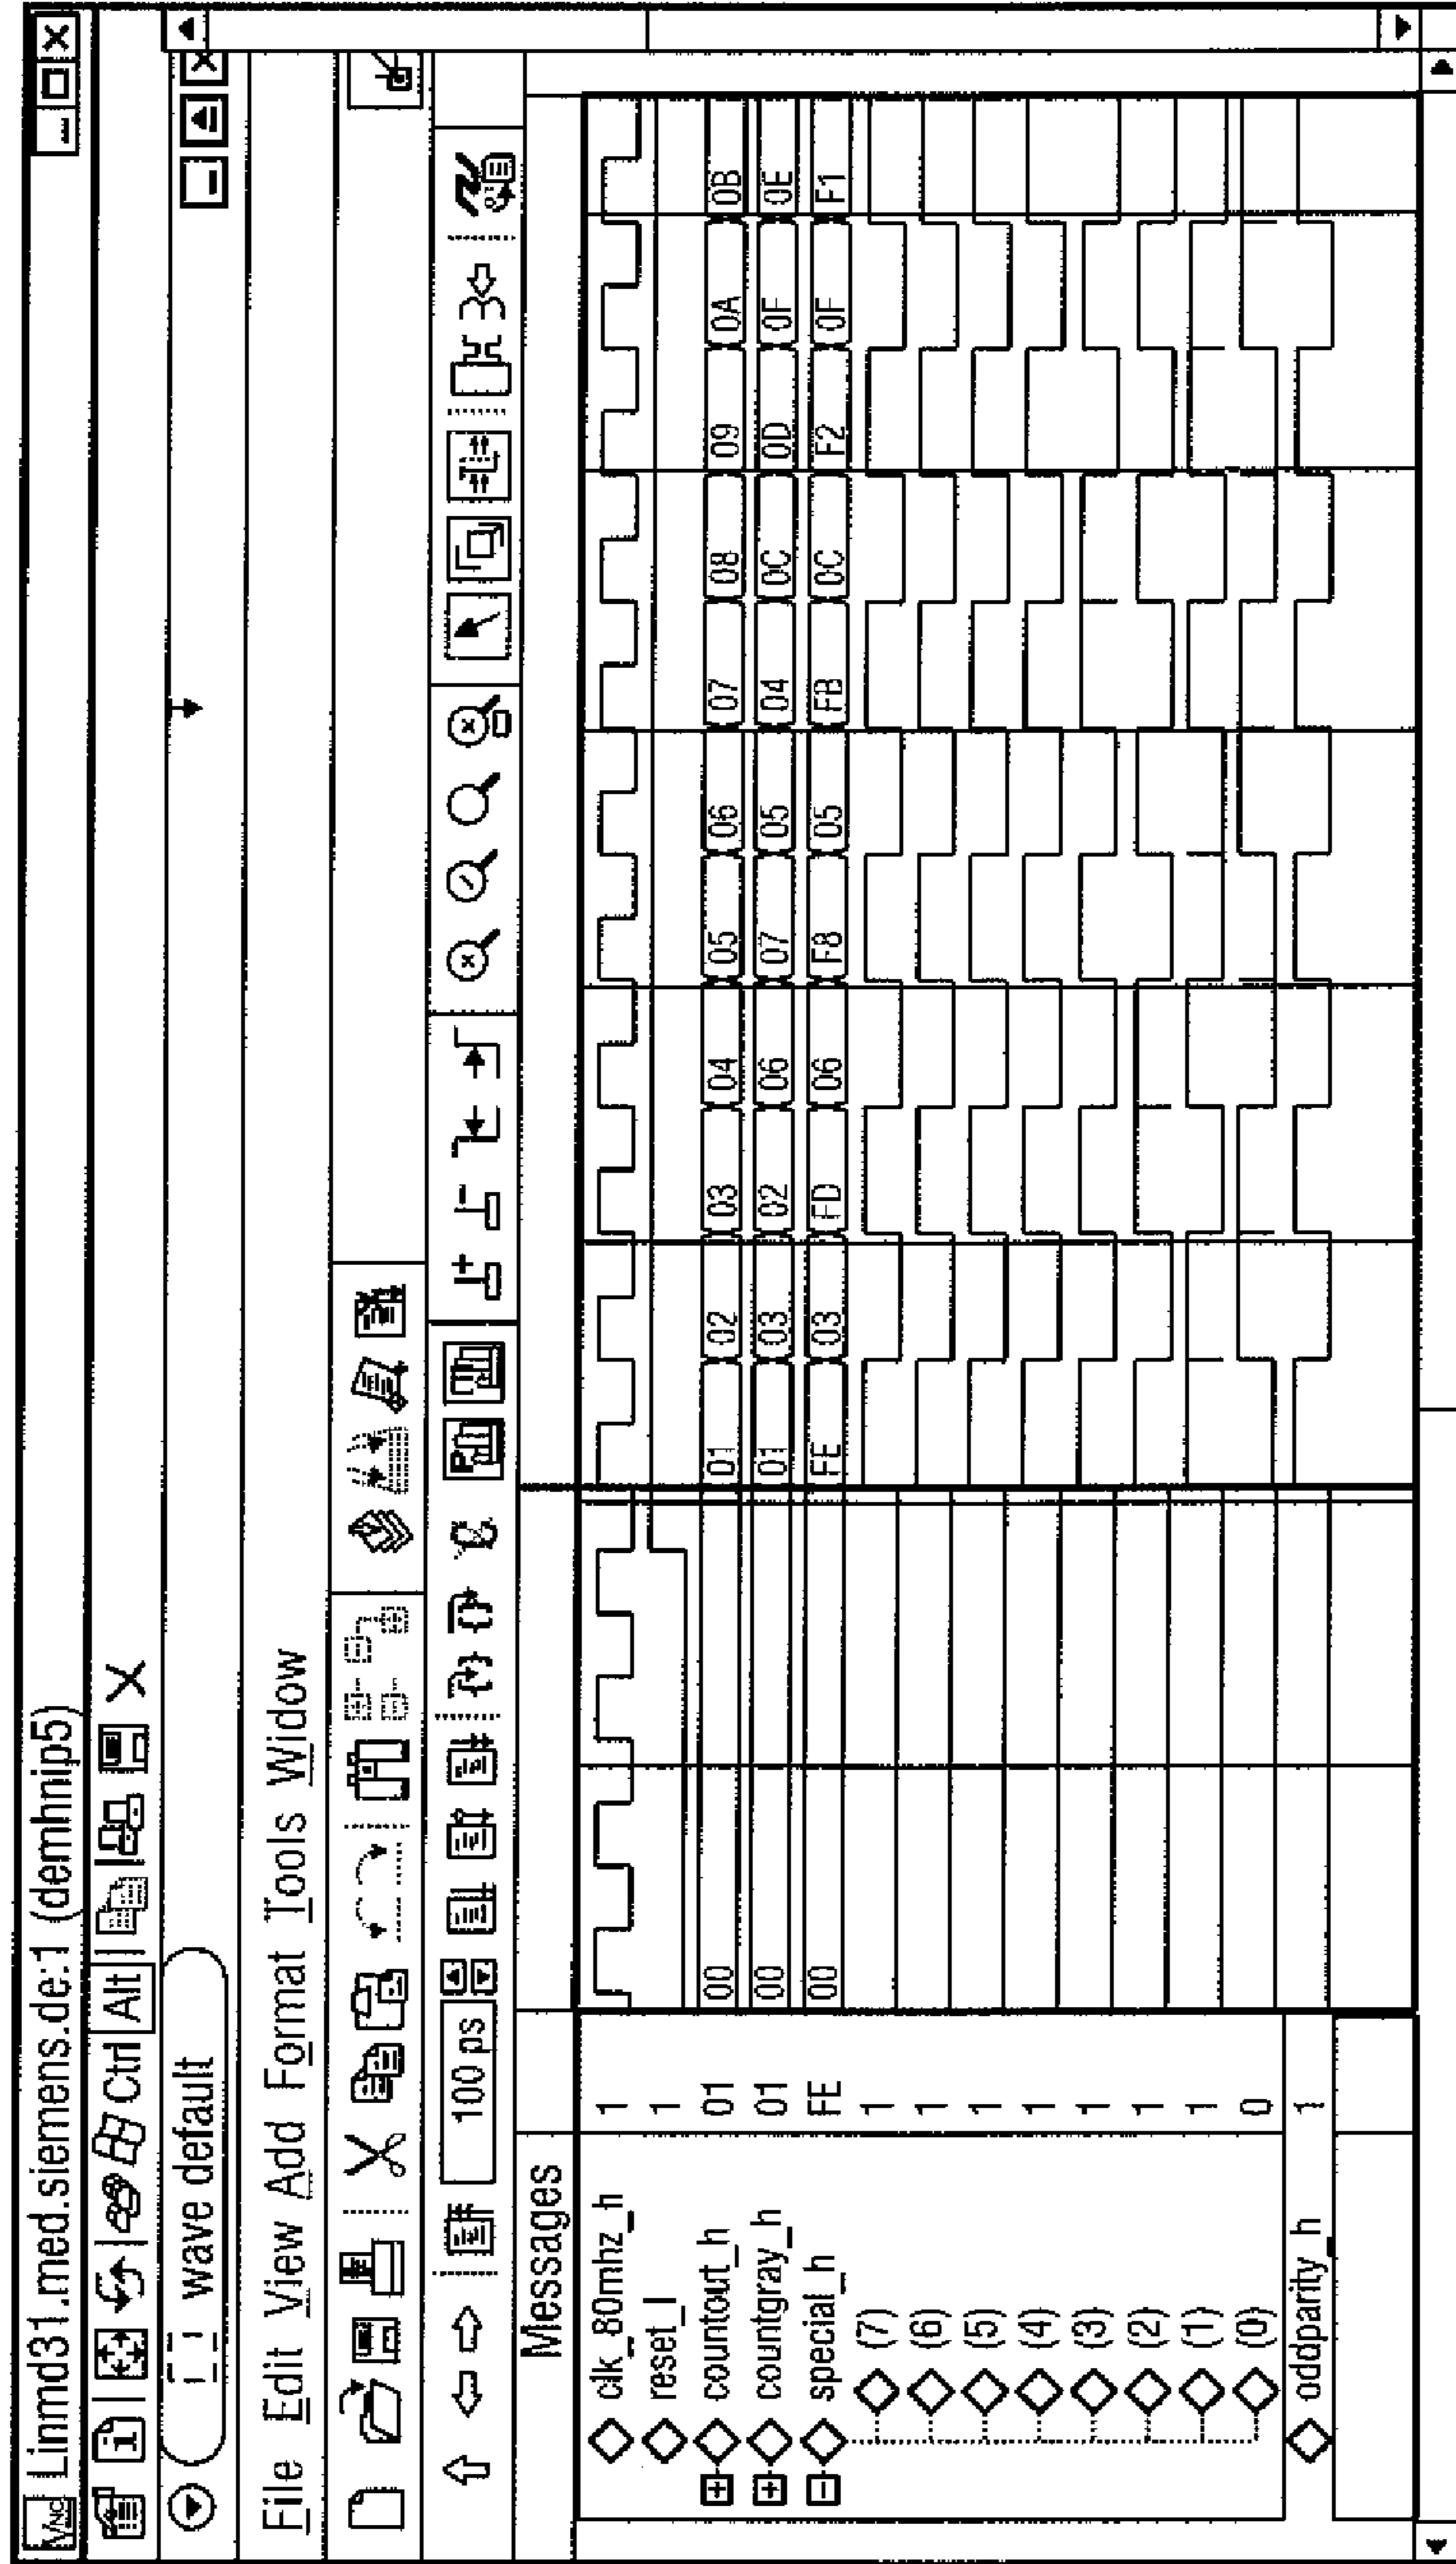 VNC Linmd31.med.siemens.de:1 (demhnip5)
Ctrl Alt
wave default
File Edit View Add Format Tools Widow
100 ps
Messages
clk_80mhz_h 1
reset_l 1
countout_h 01 00 01 02 03 04 05 06 07 08 09 0A 0B
countgray_h 01 00 01 03 02 06 07 05 04 0C 0D 0F 0E
special_h FE 00 FE 03 FD 06 F8 05 FB 0C F2 0F F1
(7) 1
(6) 1
(5) 1
(4) 1
(3) 1
(2) 1
(1) 1
(0) 0
oddparity_h 1